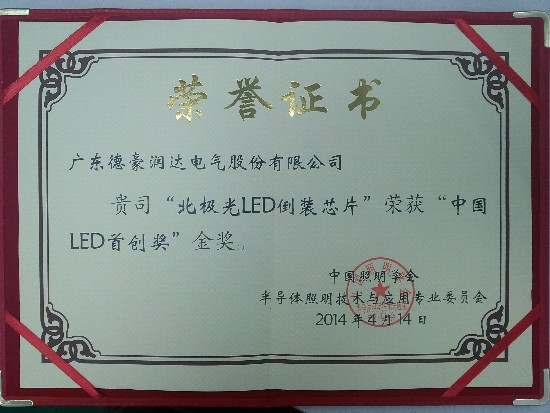 荣誉证书
广东德豪润达电气股份有限公司
贵司“北极光LED倒装芯片”荣获“中国
LED首创奖”金奖。
中国照明学会
半导体照明技术与应用专业委员会
2014年4月14日